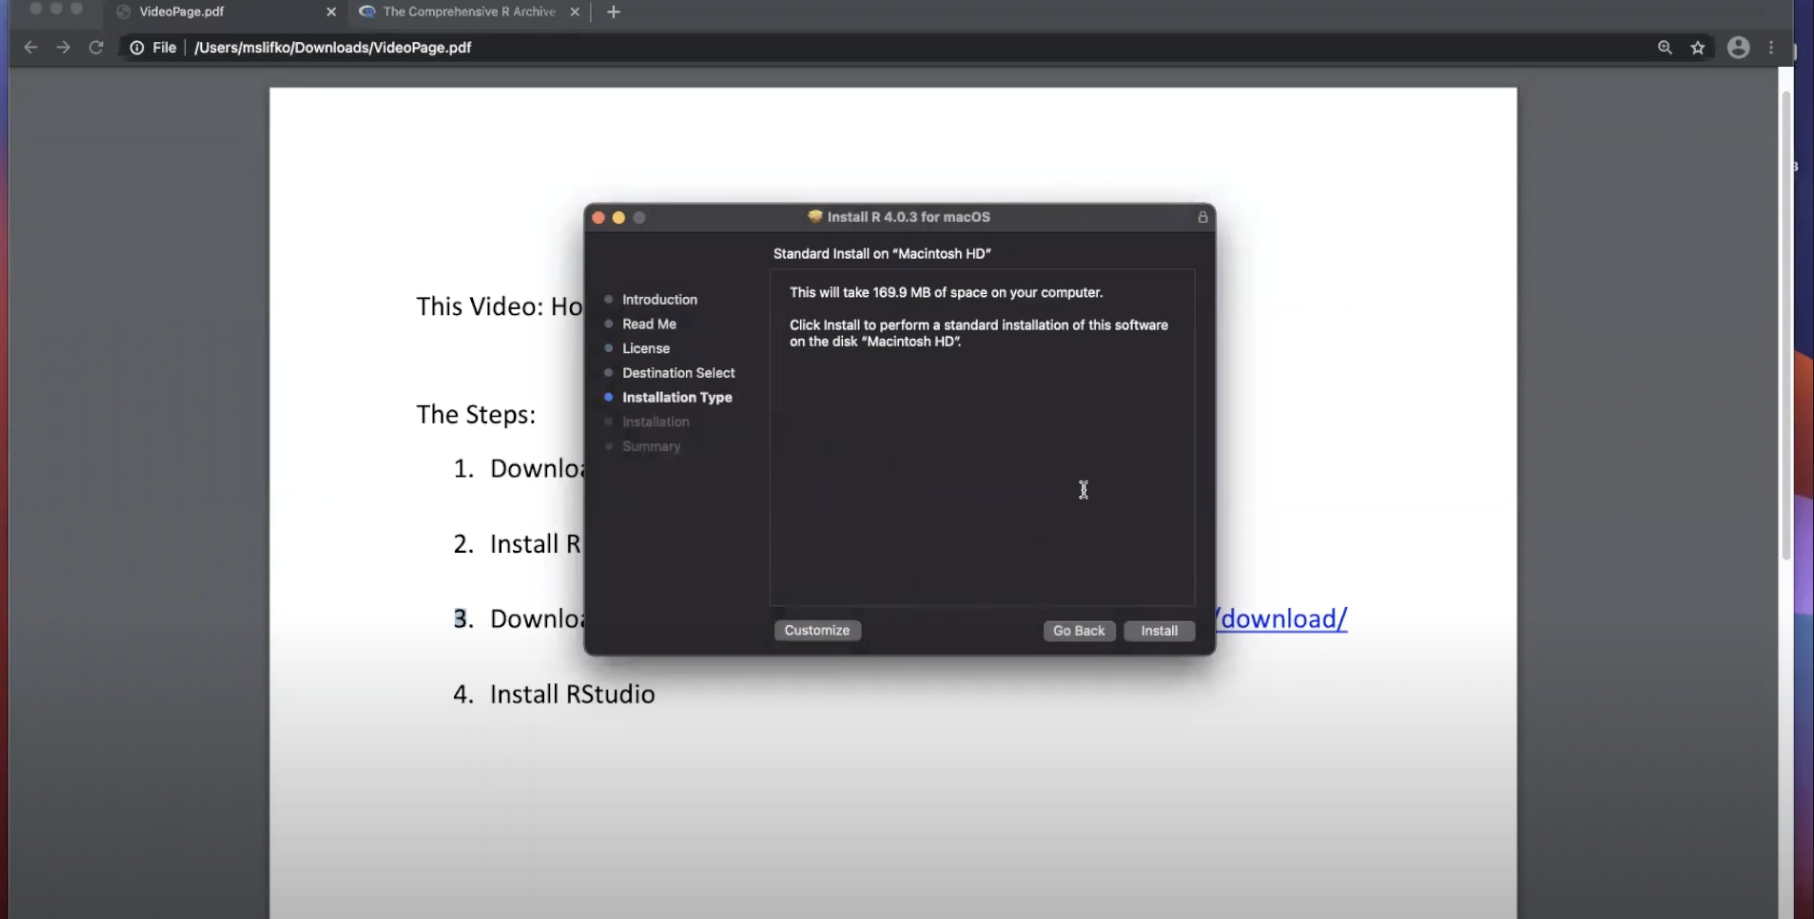 VideoPage.pdf
The Comprehensive R Archive
File
/Users/mslifko/Downloads/VideoPage.pdf
Install R 4.0.3 for macOS
Standard Install on “Macintosh HD”
Introduction
Read Me
License
Destination Select
Installation Type
Installation
Summary
This will take 169.9 MB of space on your computer.
Click Install to perform a standard installation of this software
on the disk “Macintosh HD”.
Customize
Go Back
Install
This Video:
The Steps:
1.
2. Install R
3. /download/
4. Install RStudio